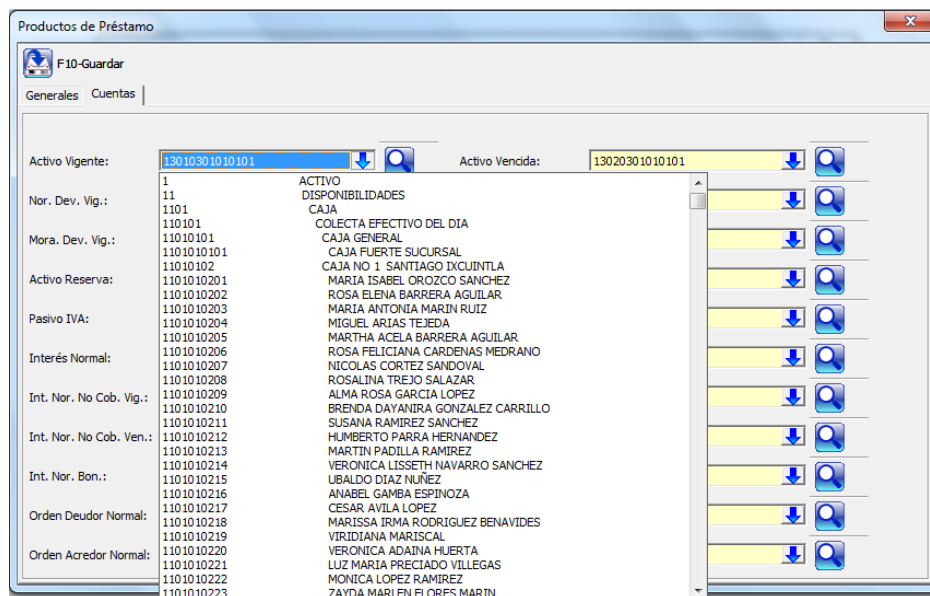 Productos de Préstamo
x
F10-Guardar
Generales Cuentas
Activo Vigente: 13010301010101 Activo Vencida: 13020301010101
1 ACTIVO
Nor. Dev. Vig.: 11 DISPONIBILIDADES
1101 CAJA
110101 COLECTA EFECTIVO DEL DIA
Mora. Dev. Vig.: 11010101 CAJA GENERAL
1101010101 CAJA FUERTE SUCURSAL
11010102 CAJA NO 1 SANTIAGO IXCUINTLA
Activo Reserva: 1101010201 MARIA ISABEL OROZCO SANCHEZ
1101010202 ROSA ELENA BARRERA AGUILAR
1101010203 MARIA ANTONIA MARIN RUIZ
Pasivo IVA: 1101010204 MIGUEL ARIAS TEJEDA
1101010205 MARTHA ACELA BARRERA AGUILAR
1101010206 ROSA FELICIANA CARDENAS MEDRANO
Interés Normal: 1101010207 NICOLAS CORTEZ SANDOVAL
1101010208 ROSALINA TREJO SALAZAR
Int. Nor. No Cob. Vig.: 1101010209 ALMA ROSA GARCIA LOPEZ
1101010210 BRENDA DAYANIRA GONZALEZ CARRILLO
1101010211 SUSANA RAMIREZ SANCHEZ
Int. Nor. No Cob. Ven.: 1101010212 HUMBERTO PARRA HERNANDEZ
1101010213 MARTIN PADILLA RAMIREZ
1101010214 VERONICA LISSETH NAVARRO SANCHEZ
Int. Nor. Bon.: 1101010215 UBALDO DIAZ NUÑEZ
1101010216 ANABEL GAMBA ESPINOZA
1101010217 CESAR AVILA LOPEZ
Orden Deudor Normal: 1101010218 MARISSA IRMA RODRIGUEZ BENAVIDES
1101010219 VIRIDIANA MARISCAL
1101010220 VERONICA ADAINA HUERTA
Orden Acredor Normal: 1101010221 LUZ MARIA PRECIADO VILLEGAS
1101010222 MONICA LOPEZ RAMIREZ
1101010223 ZAYDA MARLEN FLORES MARIN